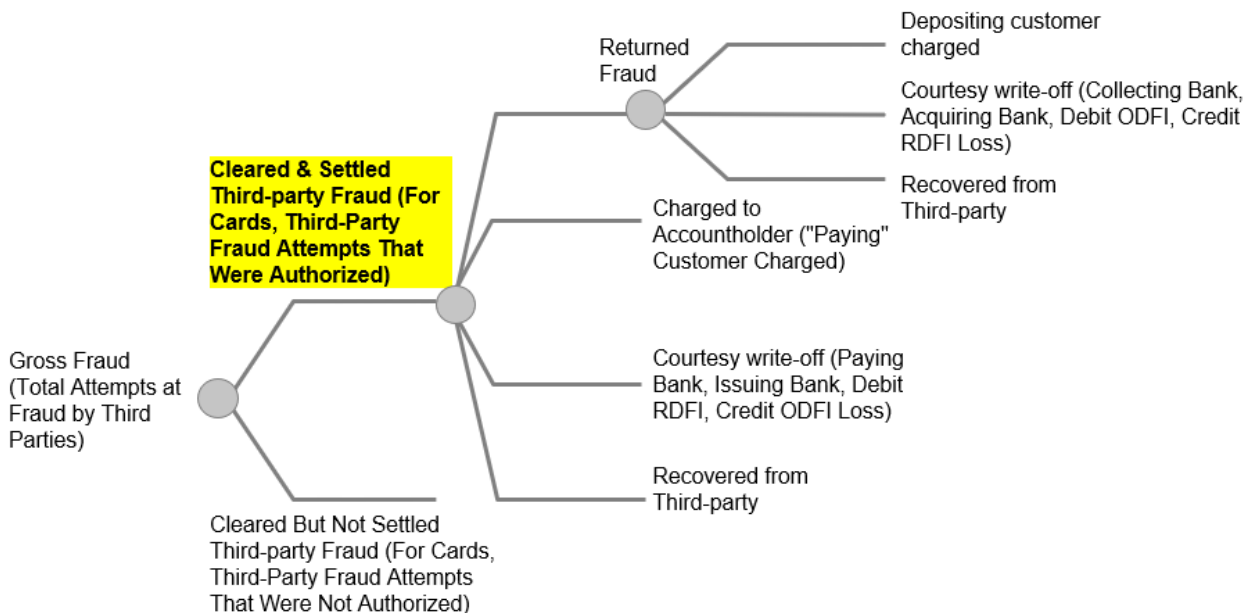 Depositing customer
charged
Returned
Fraud
Courtesy write-off (Collecting Bank,
Acquiring Bank, Debit ODFI, Credit
RDFI Loss)
Recovered from
Third-party
Cleared & Settled
Third-party Fraud (For
Cards, Third-Party
Fraud Attempts That
Were Authorized)
Charged to
Accountholder ("Paying"
Customer Charged)
Gross Fraud
(Total Attempts at
Fraud by Third
Parties)
Courtesy write-off (Paying
Bank, Issuing Bank, Debit
RDFI, Credit ODFI Loss)
Recovered from
Third-party
Cleared But Not Settled
Third-party Fraud (For Cards,
Third-Party Fraud Attempts
That Were Not Authorized)